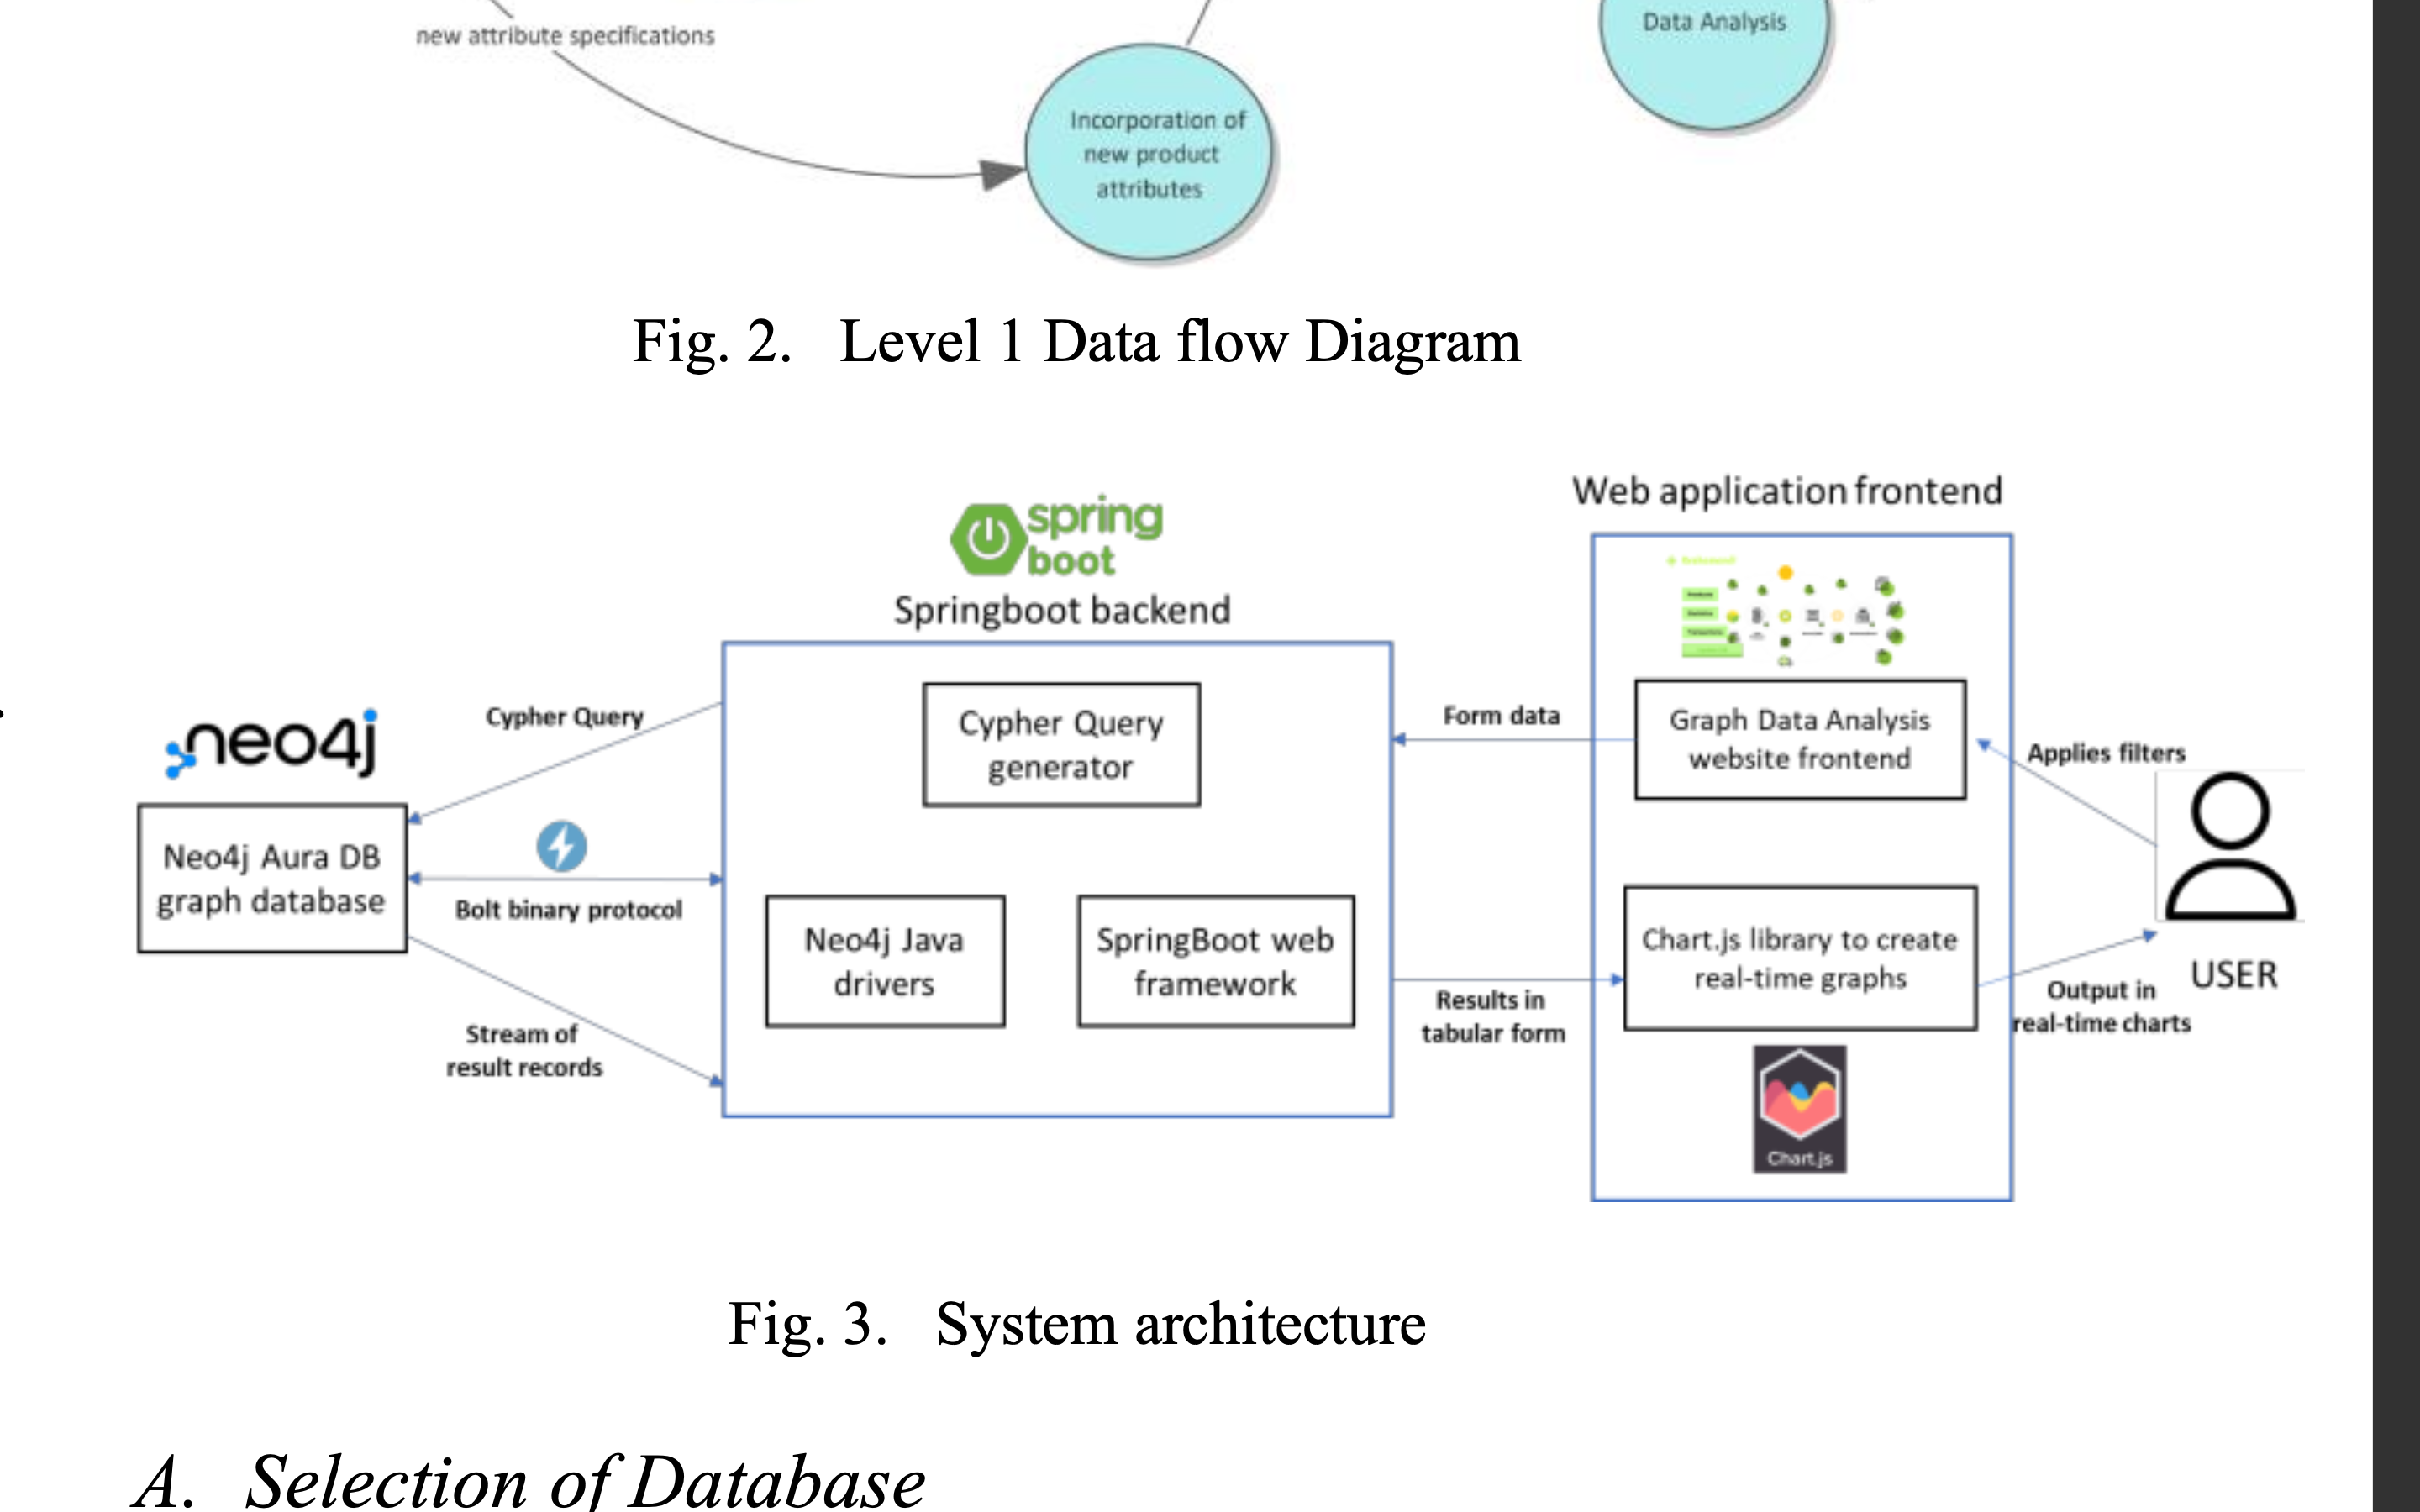 new attribute specifications
Data Analysis
Incorporation of
new product
attributes
Fig. 2. Level 1 Data flow Diagram
spring
boot
Springboot backend
Web application frontend
neo4j
Neo4j Aura DB
graph database
Cypher Query
Bolt binary protocol
Stream of
result records
Cypher Query
generator
Neo4j Java
drivers
SpringBoot web
framework
Form data
Results in
tabular form
Graph Data Analysis
website frontend
Chart.js library to create
real-time graphs
Chart.js
Applies filters
Output in
real-time charts
USER
Fig. 3. System architecture
A. Selection of Database